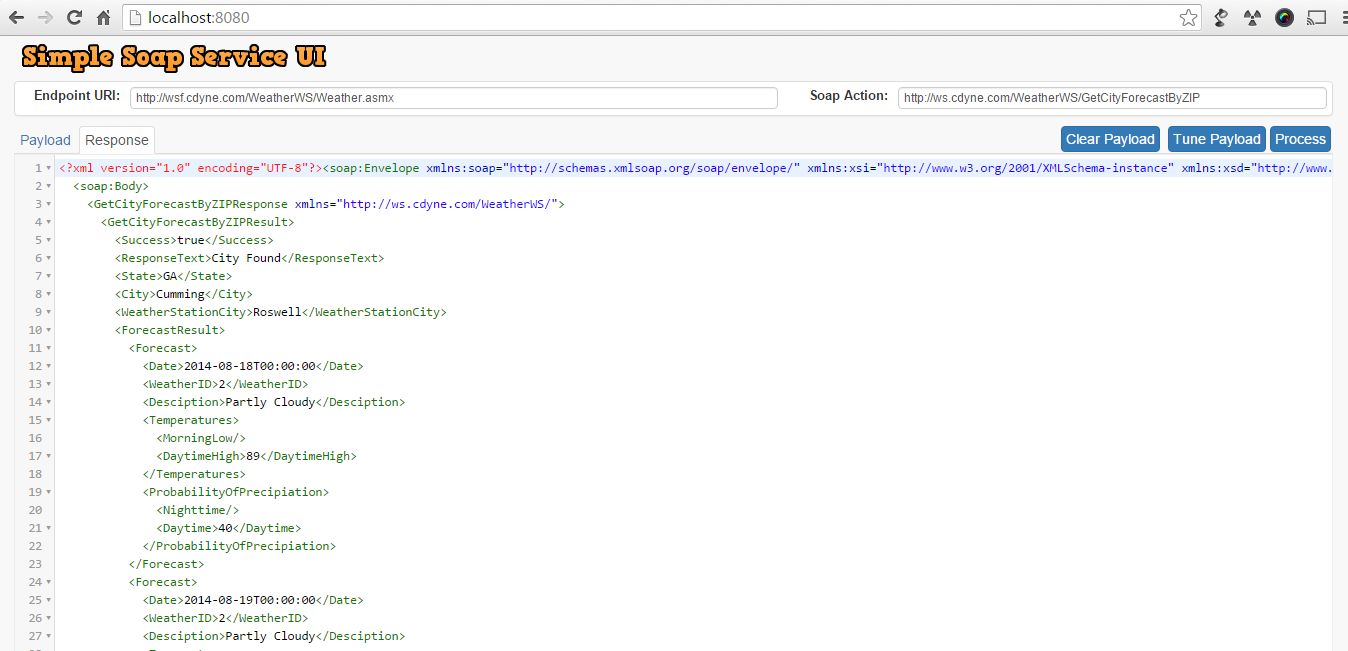 localhost:8080
Simple Soap Service UI
Endpoint URI: http://wsf.cdyne.com/WeatherWS/Weather.asmx Soap Action: http://ws.cdyne.com/WeatherWS/GetCityForecastByZIP
Payload Response Clear Payload Tune Payload Process
1 <?xml version="1.0" encoding="UTF-8"?><soap:Envelope xmlns:soap="http://schemas.xmlsoap.org/soap/envelope/" xmlns:xsi="http://www.w3.org/2001/XMLSchema-instance" xmlns:xsd="http://www.
2 <soap:Body>
3 <GetCityForecastByZIPResponse xmlns="http://ws.cdyne.com/WeatherWS/">
4 <GetCityForecastByZIPResult>
5 <Success>true</Success>
6 <ResponseText>City Found</ResponseText>
7 <State>GA</State>
8 <City>Cumming</City>
9 <WeatherStationCity>Roswell</WeatherStationCity>
10 <ForecastResult>
11 <Forecast>
12 <Date>2014-08-18T00:00:00</Date>
13 <WeatherID>2</WeatherID>
14 <Desciption>Partly Cloudy</Desciption>
15 <Temperatures>
16 <MorningLow/>
17 <DaytimeHigh>89</DaytimeHigh>
18 </Temperatures>
19 <ProbabilityOfPrecipiation>
20 <Nighttime/>
21 <Daytime>40</Daytime>
22 </ProbabilityOfPrecipiation>
23 </Forecast>
24 <Forecast>
25 <Date>2014-08-19T00:00:00</Date>
26 <WeatherID>2</WeatherID>
27 <Desciption>Partly Cloudy</Desciption>